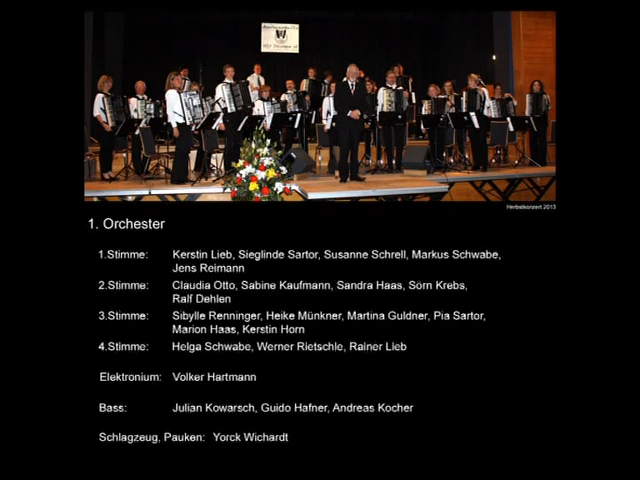 Herbstkonzert 2013
1. Orchester
1.Stimme: Kerstin Lieb, Sieglinde Sartor, Susanne Schrell, Markus Schwabe,
Jens Reimann
2.Stimme: Claudia Otto, Sabine Kaufmann, Sandra Haas, Sörn Krebs,
Ralf Dehlen
3.Stimme: Sibylle Renninger, Heike Münkner, Martina Guldner, Pia Sartor,
Marion Haas, Kerstin Horn
4.Stimme: Helga Schwabe, Werner Rietschle, Rainer Lieb
Elektronium: Volker Hartmann
Bass: Julian Kowarsch, Guido Hafner, Andreas Kocher
Schlagzeug, Pauken: Yorck Wichardt